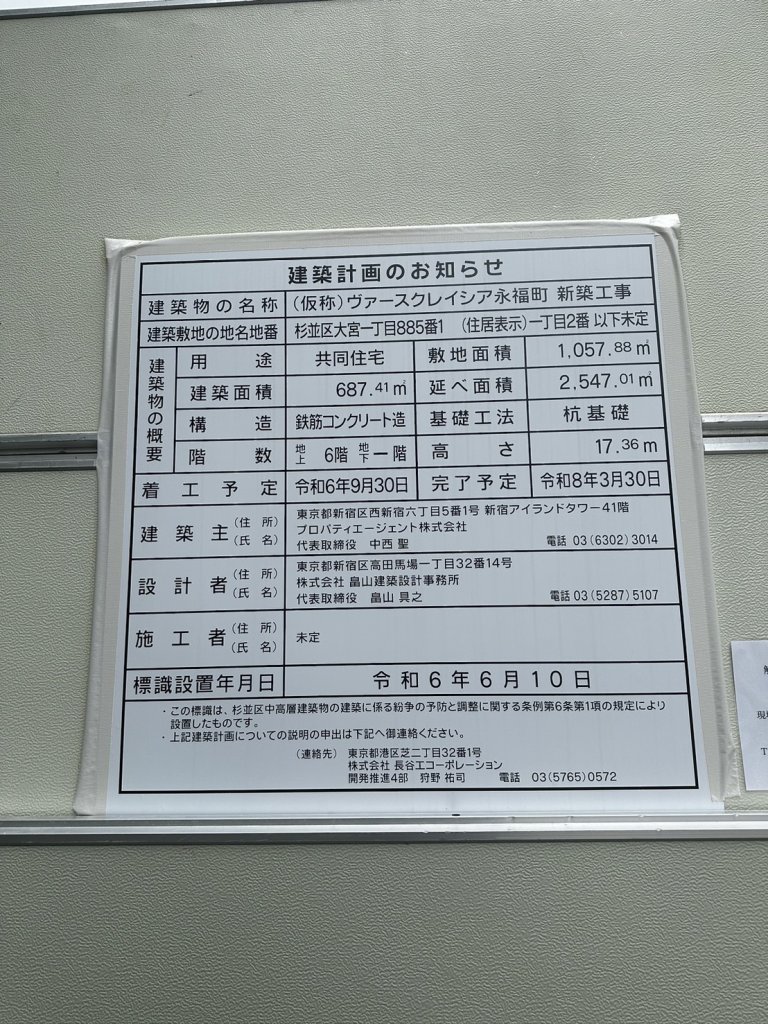 建築計画のお知らせ
建築物の名称 (仮称)ヴァースクレイシア永福町 新築工事
建築敷地の地名地番 杉並区大宮一丁目885番1 (住居表示)一丁目2番 以下未定
建築物の概要
用途 共同住宅 敷地面積 1,057.88㎡
建築面積 687.41㎡ 延べ面積 2,547.01㎡
構造 鉄筋コンクリート造 基礎工法 杭基礎
階数 地上 6階 地下 ー階 高さ 17.36m
着工予定 令和6年9月30日 完了予定 令和8年3月30日
建築主 (住所)(氏名)
東京都新宿区西新宿六丁目5番1号 新宿アイランドタワー41階
プロパティエージェント株式会社
代表取締役 中西 聖 電話 03(6302)3014
設計者 (住所)(氏名)
東京都新宿区高田馬場一丁目32番14号
株式会社 畠山建築設計事務所
代表取締役 畠山 具之 電話 03(5287)5107
施工者 (住所)(氏名) 未定
標識設置年月日 令和6年6月10日
・この標識は、杉並区中高層建築物の建築に係る紛争の予防と調整に関する条例第6条第1項の規定により
設置したものです。
・上記建築計画についての説明の申出は下記へ御連絡ください。
(連絡先) 東京都港区芝二丁目32番1号
株式会社 長谷工コーポレーション
開発推進4部 狩野 祐司 電話 03(5765)0572